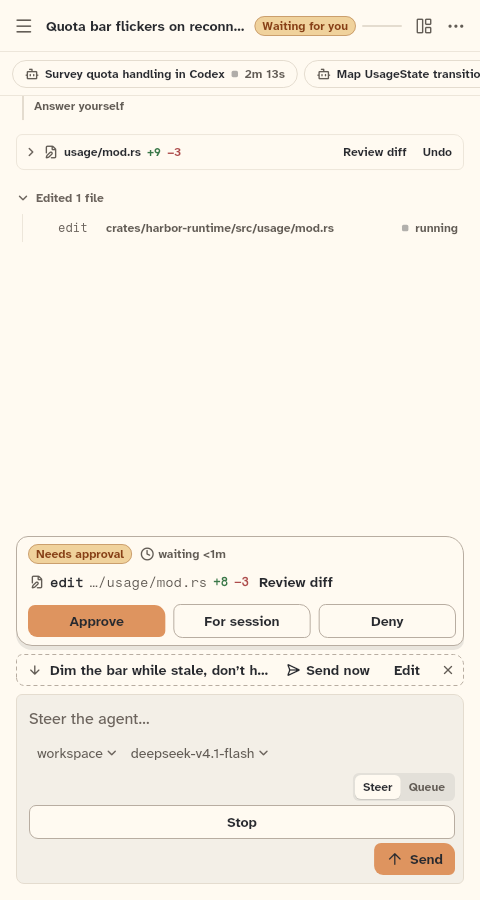 Quota bar flickers on reconn... Waiting for you
Survey quota handling in Codex 2m 13s Map UsageState transitio
Answer yourself
usage/mod.rs +9 −3 Review diff Undo
Edited 1 file
edit crates/harbor-runtime/src/usage/mod.rs running
Needs approval waiting <1m
edit …/usage/mod.rs +8 −3 Review diff
Approve For session Deny
Dim the bar while stale, don’t h... Send now Edit
Steer the agent...
workspace deepseek-v4.1-flash
Steer Queue
Stop
Send